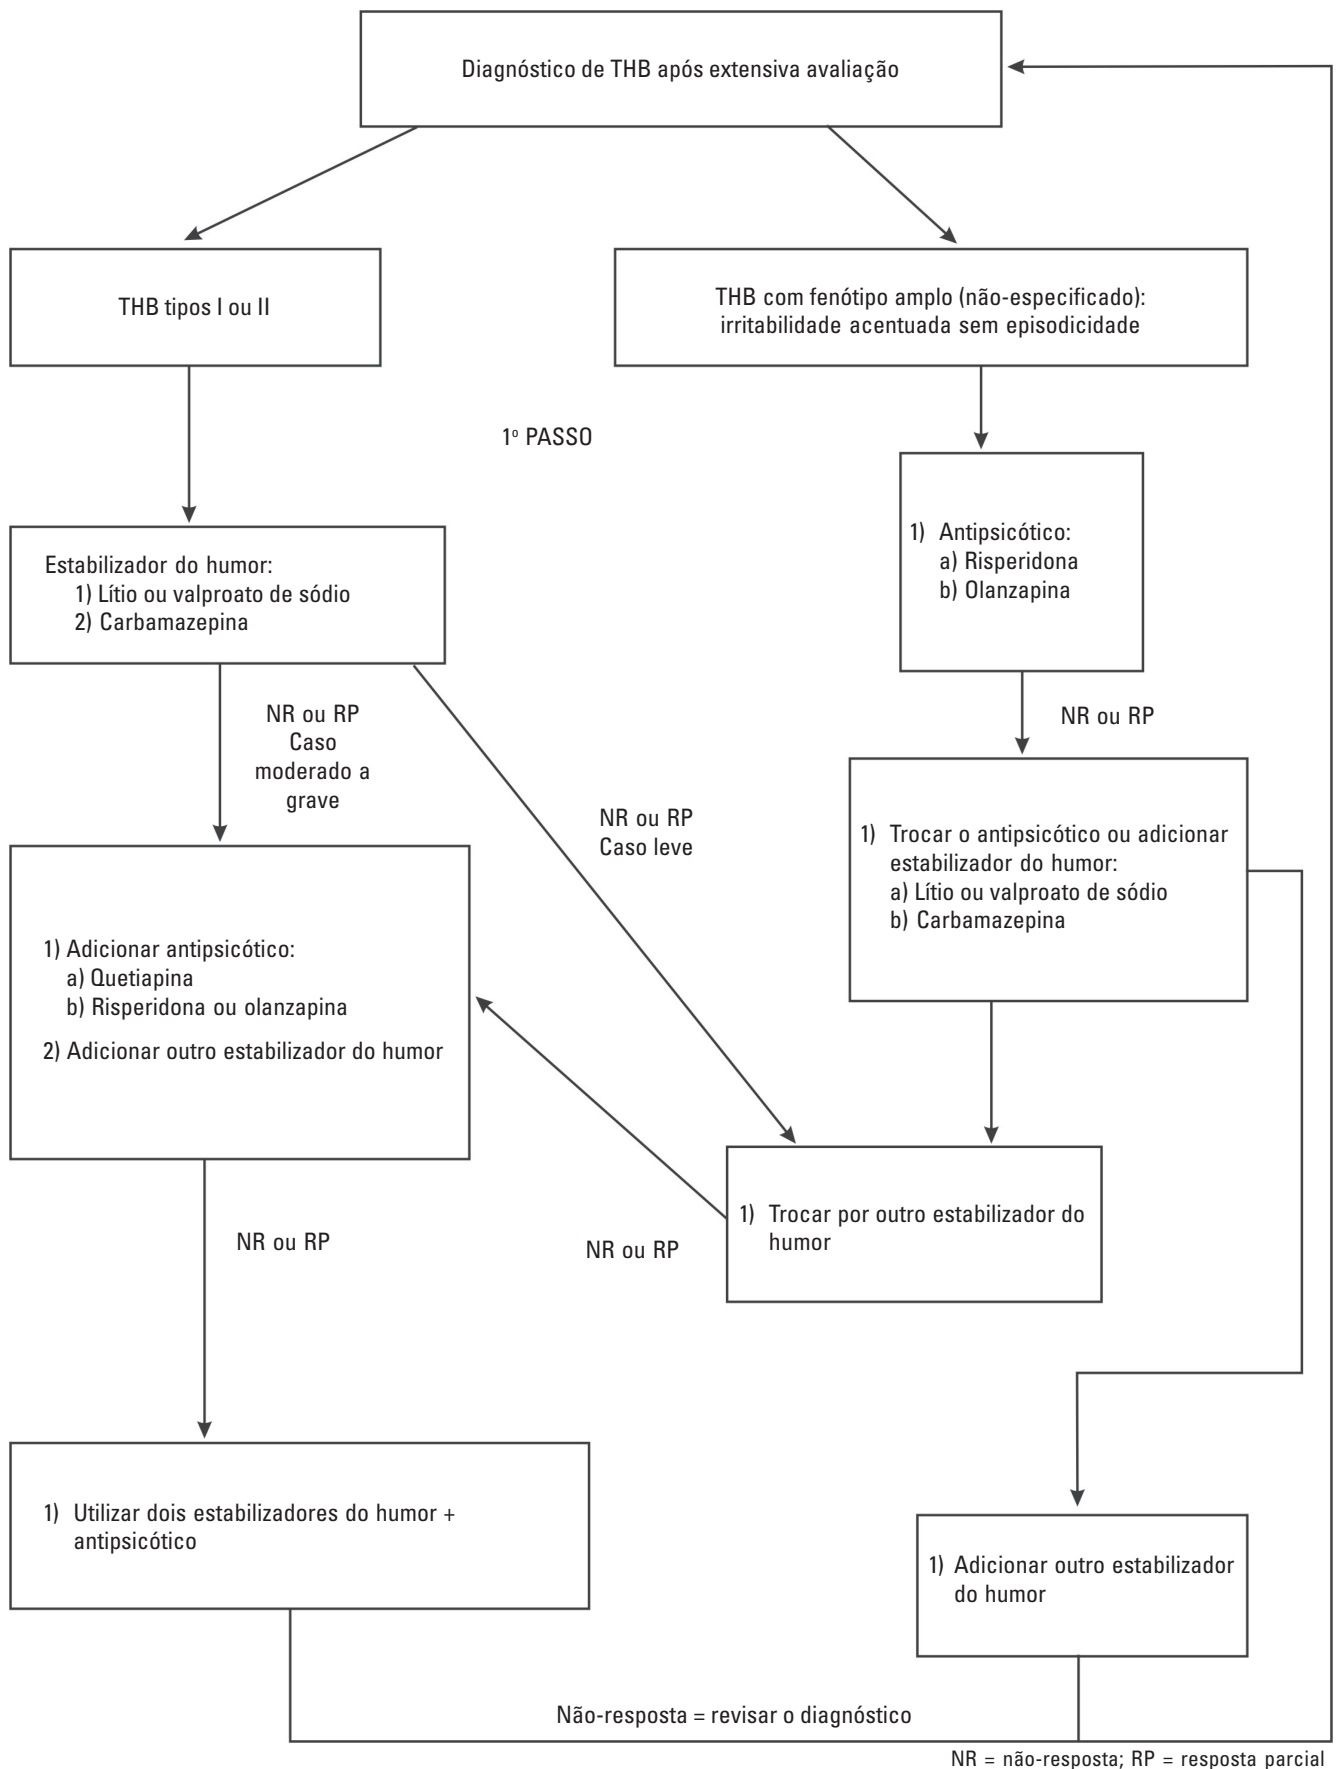 Diagnóstico de THB após extensiva avaliação
THB tipos I ou II
THB com fenótipo amplo (não-especificado):
irritabilidade acentuada sem episodicidade
1º PASSO
1) Antipsicótico:
a) Risperidona
b) Olanzapina
Estabilizador do humor:
1) Lítio ou valproato de sódio
2) Carbamazepina
NR ou RP
Caso
moderado a
grave
NR ou RP
NR ou RP
Caso leve
1) Trocar o antipsicótico ou adicionar
estabilizador do humor:
a) Lítio ou valproato de sódio
b) Carbamazepina
1) Adicionar antipsicótico:
a) Quetiapina
b) Risperidona ou olanzapina
2) Adicionar outro estabilizador do humor
1) Trocar por outro estabilizador do
humor
NR ou RP
NR ou RP
1) Utilizar dois estabilizadores do humor +
antipsicótico
1) Adicionar outro estabilizador
do humor
Não-resposta = revisar o diagnóstico
NR = não-resposta; RP = resposta parcial